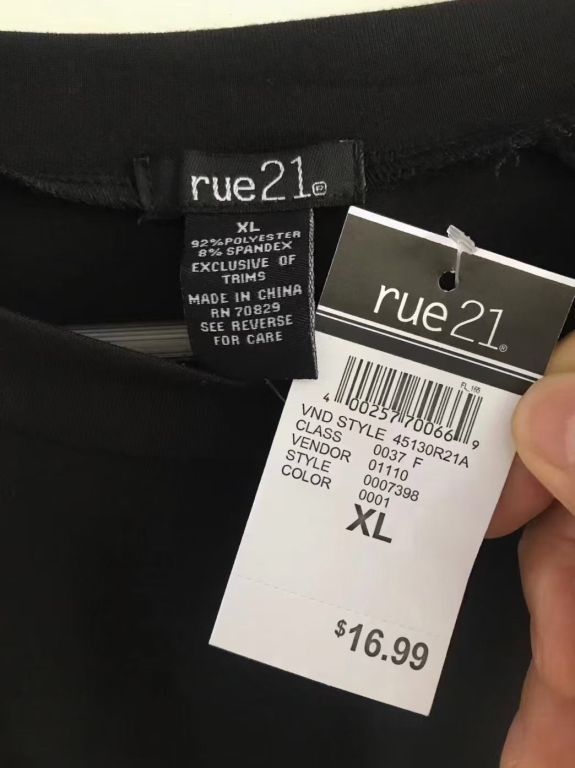 rue21®
XL
92%POLYESTER
8% SPANDEX
EXCLUSIVE OF
TRIMS
MADE IN CHINA
RN 70829
SEE REVERSE
FOR CARE
rue21®
FL_165
4 00257 70066 9
VND STYLE 45130R21A
CLASS 0037 F
VENDOR 01110
STYLE 0007398
COLOR 0001
XL
$16.99